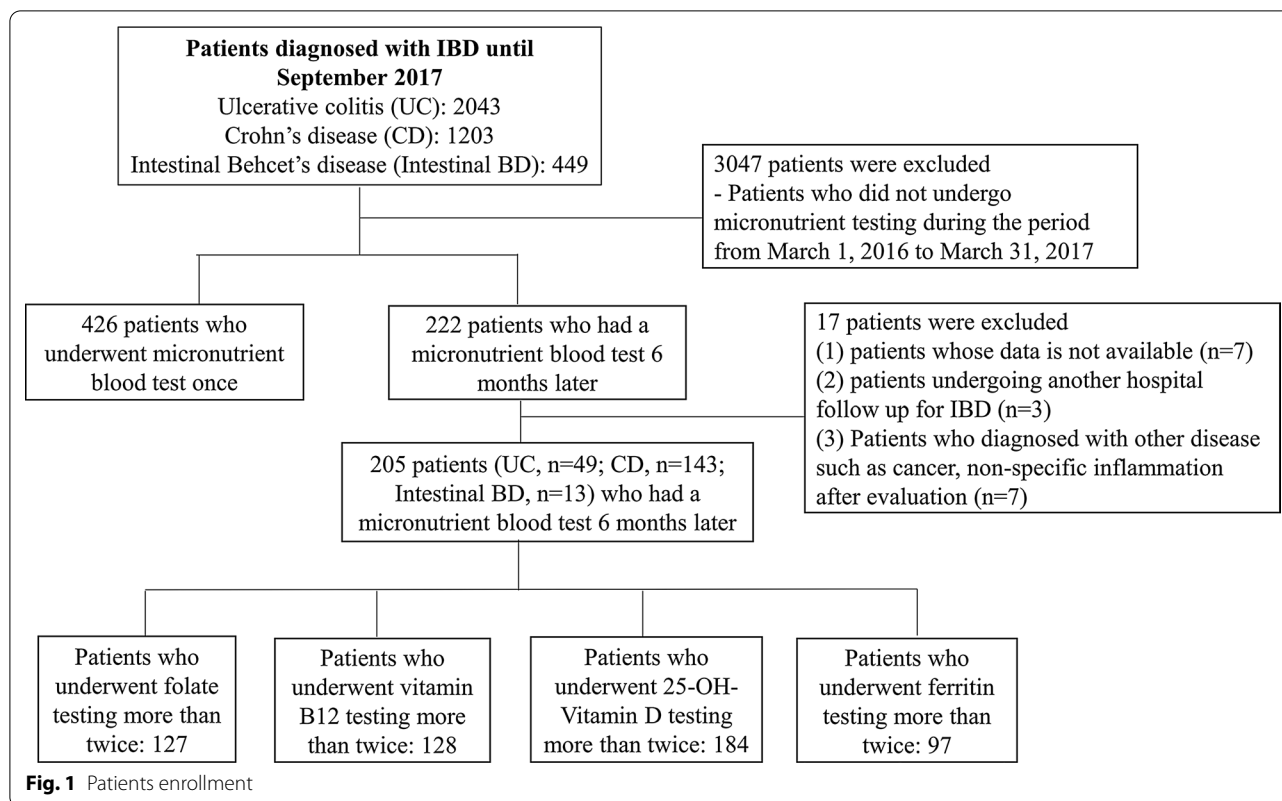 Patients diagnosed with IBD until
September 2017
Ulcerative colitis (UC): 2043
Crohn's disease (CD): 1203
Intestinal Behcet's disease (Intestinal BD): 449
3047 patients were excluded
- Patients who did not undergo
micronutrient testing during the period
from March 1, 2016 to March 31, 2017
426 patients who
underwent micronutrient
blood test once
222 patients who had a
micronutrient blood test 6
months later
17 patients were excluded
(1) patients whose data is not available (n=7)
(2) patients undergoing another hospital
follow up for IBD (n=3)
(3) Patients who diagnosed with other disease
such as cancer, non-specific inflammation
after evaluation (n=7)
205 patients (UC, n=49; CD, n=143;
Intestinal BD, n=13) who had a
micronutrient blood test 6 months later
Patients who
underwent folate
testing more than
twice: 127
Patients who
underwent vitamin
B12 testing more
than twice: 128
Patients who
underwent 25-OH-
Vitamin D testing
more than twice: 184
Patients who
underwent ferritin
testing more than
twice: 97
Fig. 1 Patients enrollment